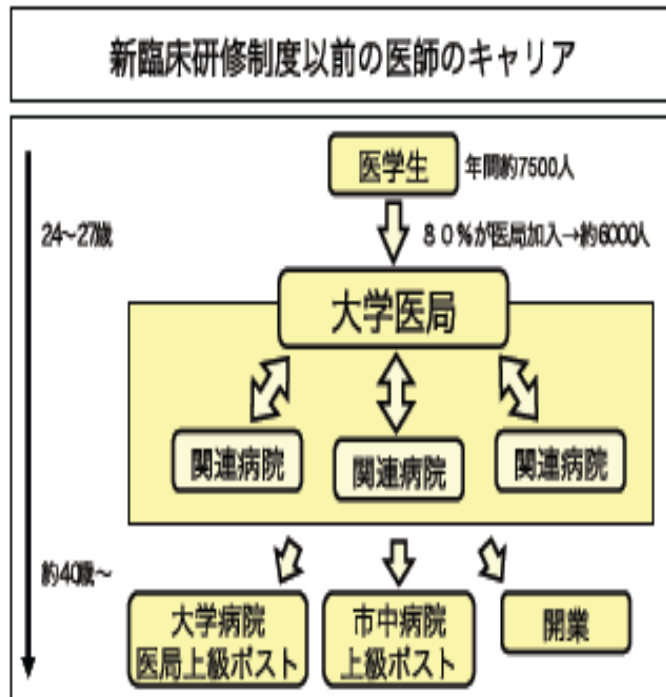 新臨床研修制度以前の医師のキャリア
医学生
年間約7500人
24～27歳
８０％が医局加入→約6000人
大学医局
関連病院
関連病院
関連病院
約40歳～
大学病院
医局上級ポスト
市中病院
上級ポスト
開業